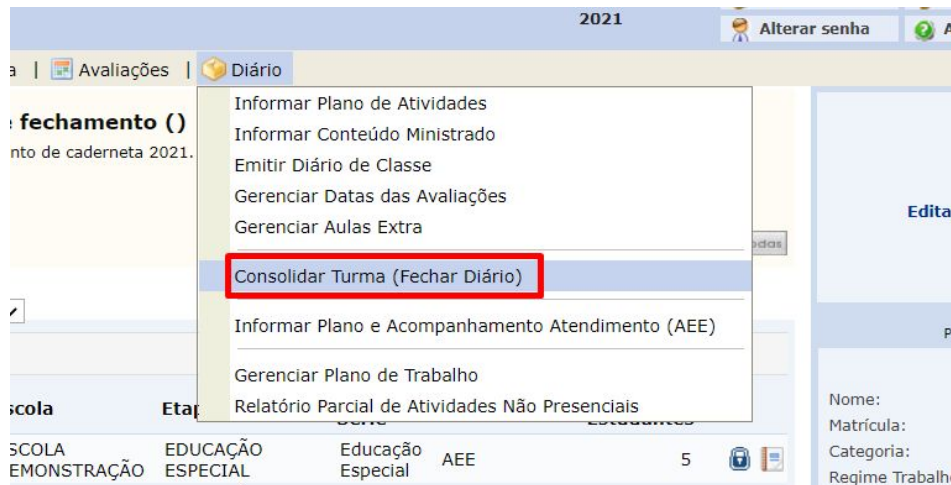 2021
Alterar senha
a | Avaliações | Diário
fechamento ()
nto de caderneta 2021.
Informar Plano de Atividades
Informar Conteúdo Ministrado
Emitir Diário de Classe
Gerenciar Datas das Avaliações
Gerenciar Aulas Extra
Consolidar Turma (Fechar Diário)
Informar Plano e Acompanhamento Atendimento (AEE)
Gerenciar Plano de Trabalho
Relatório Parcial de Atividades Não Presenciais
Edita
odas
P
scola Etap
SCOLA EDUCAÇÃO Educação
EMONSTRAÇÃO ESPECIAL Especial AEE 5
Nome:
Matrícula:
Categoria:
Regime Trabalho